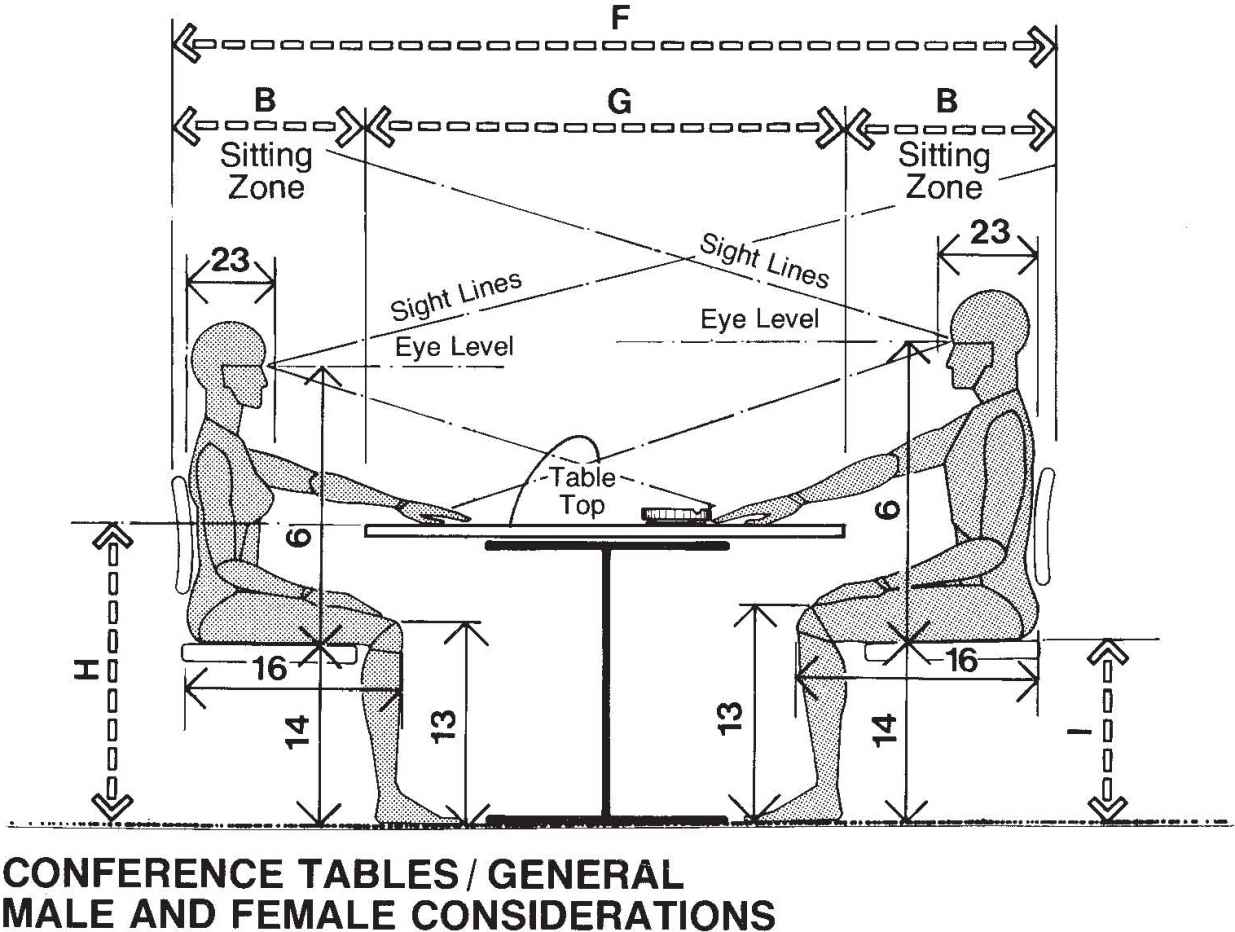 F
B
G
B
Sitting
Zone
Sitting
Zone
23
23
Sight Lines
Sight Lines
Eye Level
Eye Level
Table
Top
6
6
H
16
16
14
13
13
14
I
CONFERENCE TABLES / GENERAL
MALE AND FEMALE CONSIDERATIONS